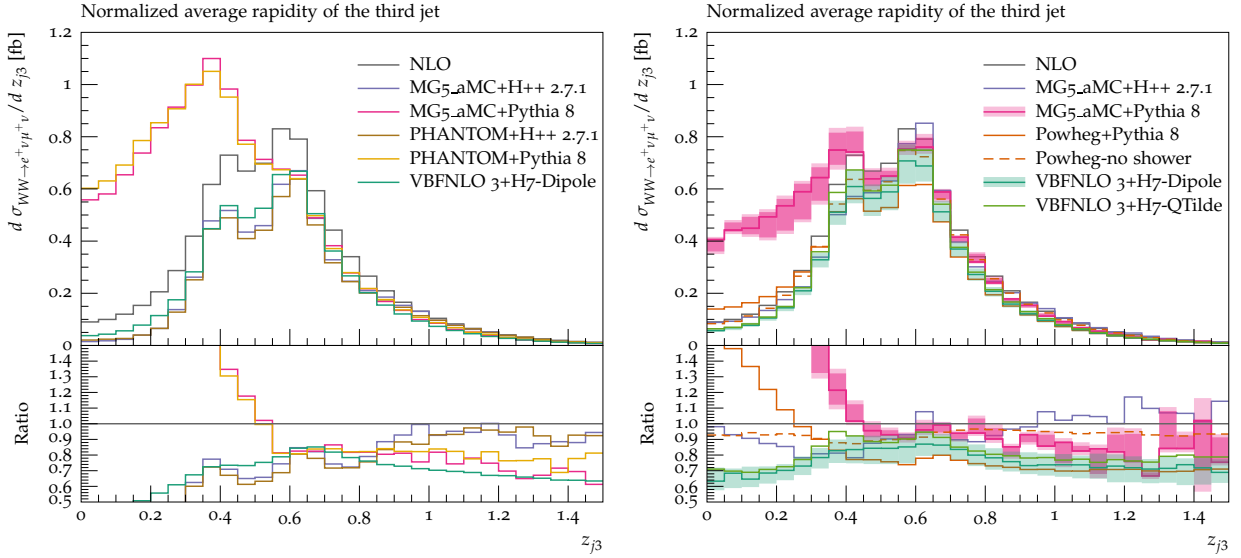 Normalized average rapidity of the third jet
d σ_{WW→e⁺νμ⁺ν} / d z_{j3} [fb]
1.2
1
0.8
0.6
0.4
0.2
0
NLO
MG5_aMC+H++ 2.7.1
MG5_aMC+Pythia 8
PHANTOM+H++ 2.7.1
PHANTOM+Pythia 8
VBFNLO 3+H7-Dipole
Ratio
1.4
1.3
1.2
1.1
1.0
0.9
0.8
0.7
0.6
0.5
0 0.2 0.4 0.6 0.8 1 1.2 1.4
z_{j3}
Normalized average rapidity of the third jet
d σ_{WW→e⁺νμ⁺ν} / d z_{j3} [fb]
1.2
1
0.8
0.6
0.4
0.2
0
NLO
MG5_aMC+H++ 2.7.1
MG5_aMC+Pythia 8
Powheg+Pythia 8
Powheg-no shower
VBFNLO 3+H7-Dipole
VBFNLO 3+H7-QTilde
Ratio
1.4
1.3
1.2
1.1
1.0
0.9
0.8
0.7
0.6
0.5
0 0.2 0.4 0.6 0.8 1 1.2 1.4
z_{j3}